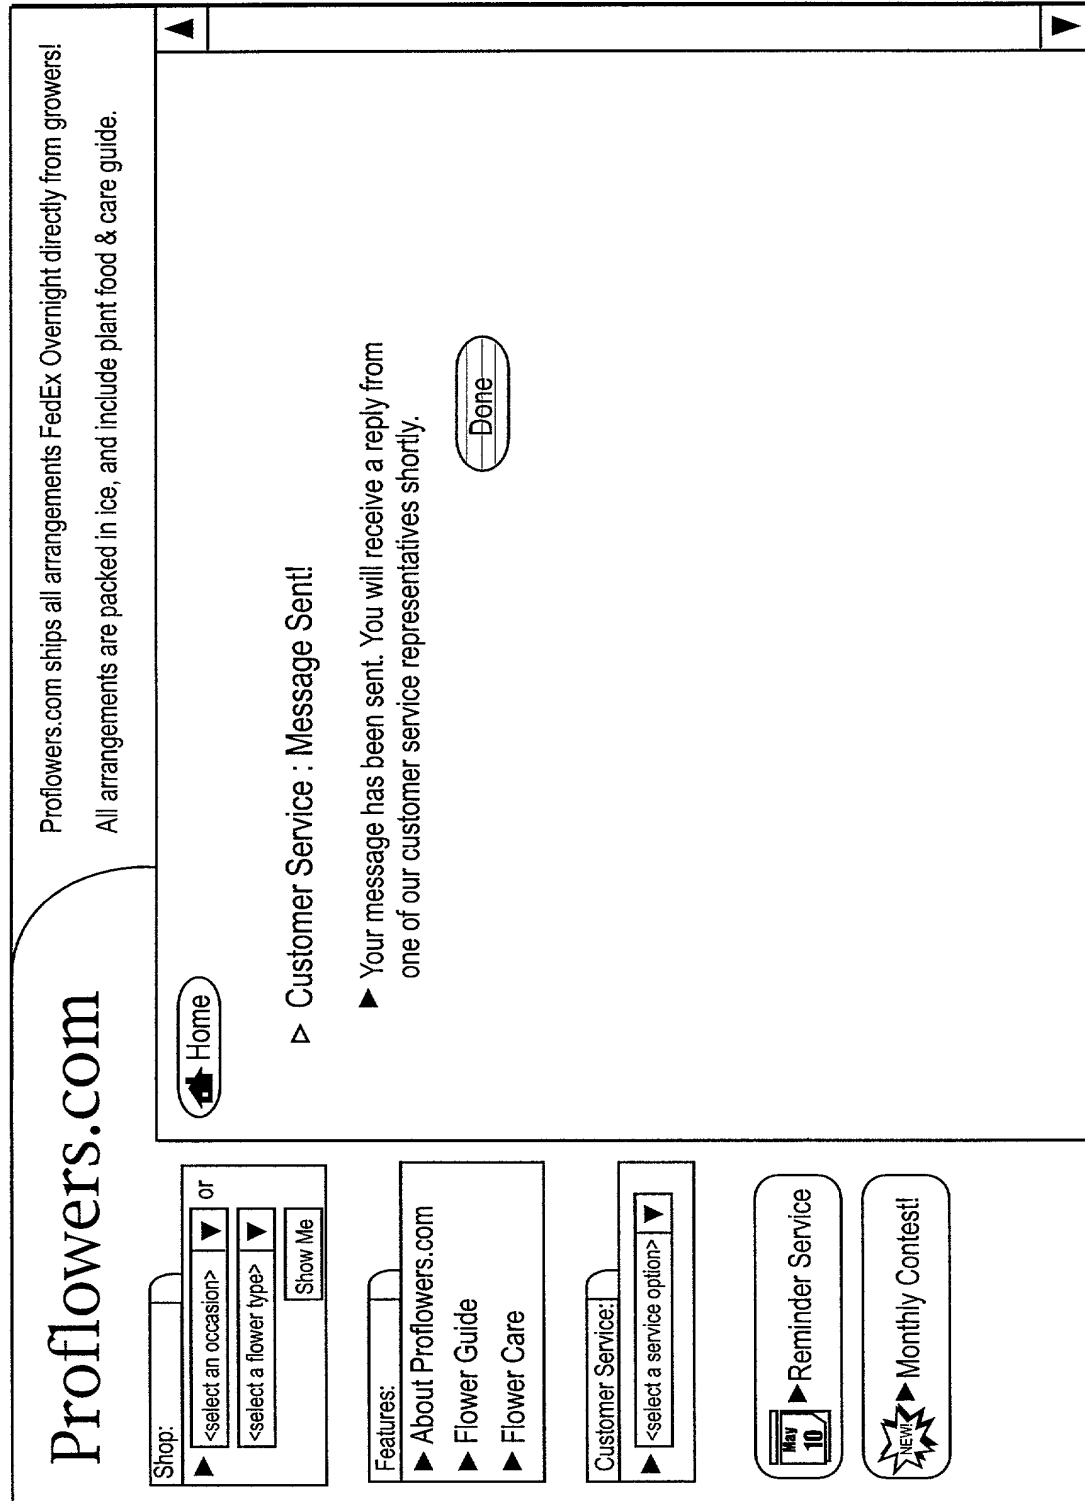 Proflowers.com
Proflowers.com ships all arrangements FedEx Overnight directly from growers!
All arrangements are packed in ice, and include plant food & care guide.
Shop:
<select an occasion> or
<select a flower type>
Show Me
Features:
About Proflowers.com
Flower Guide
Flower Care
Customer Service:
<select a service option>
May
10
Reminder Service
NEW!
Monthly Contest!
Home
Customer Service : Message Sent!
Your message has been sent. You will receive a reply from
one of our customer service representatives shortly.
Done